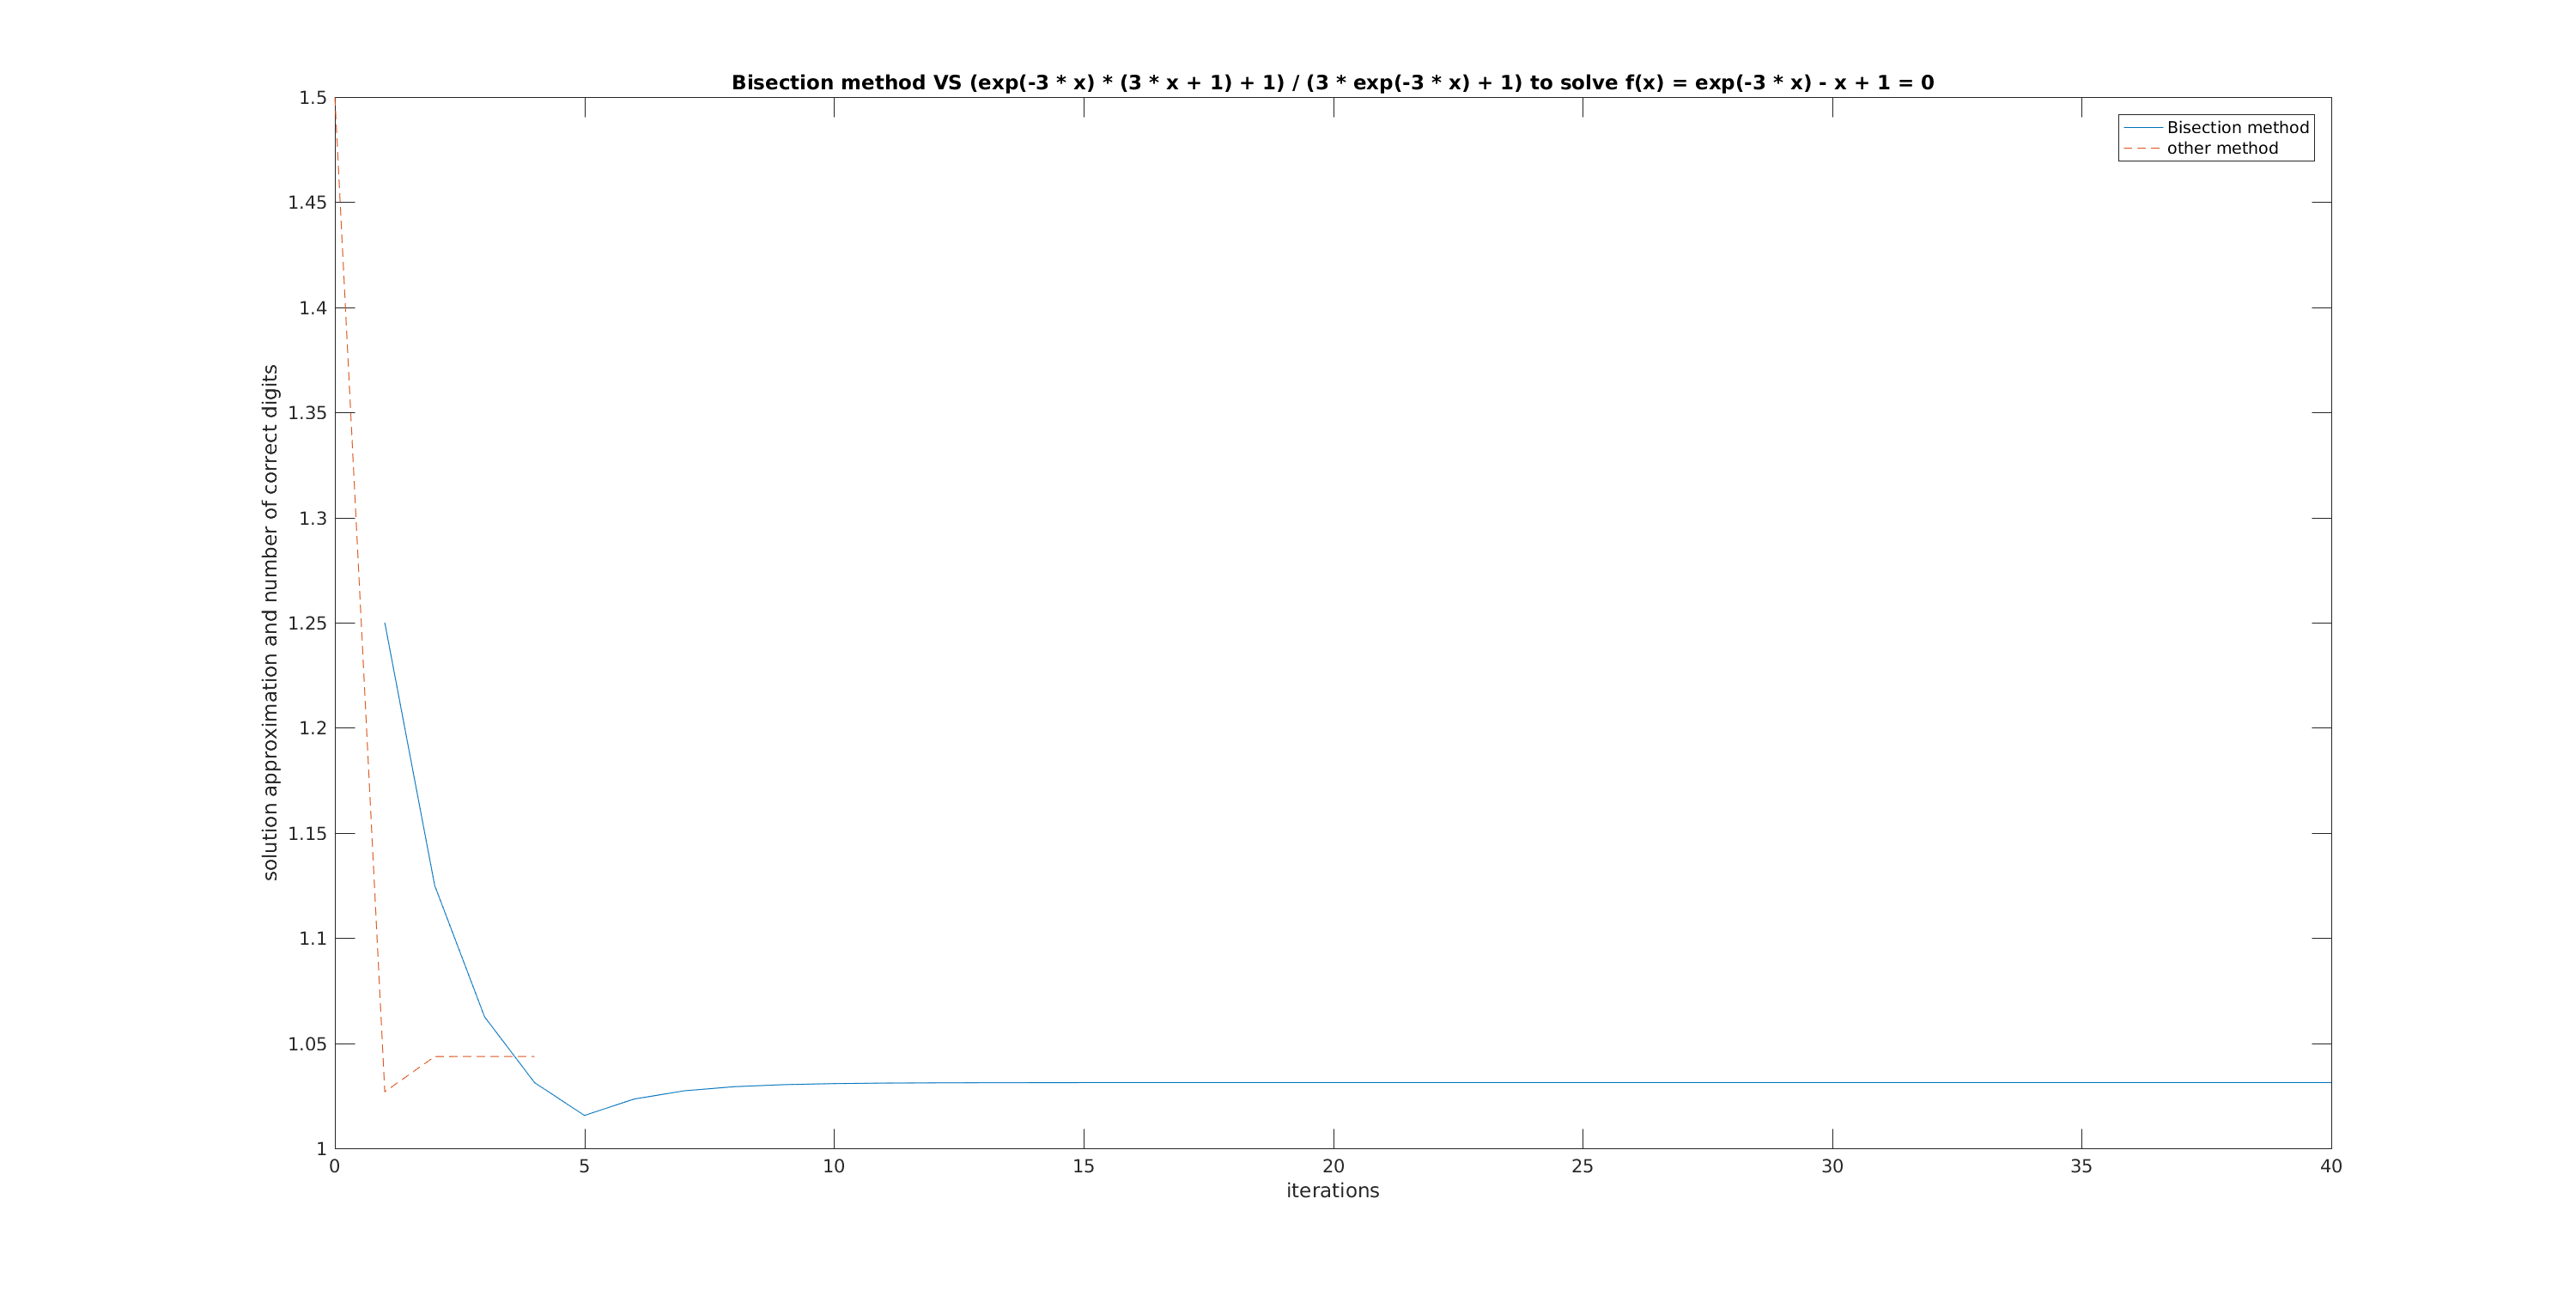 Bisection method VS (exp(-3 * x) * (3 * x + 1) + 1) / (3 * exp(-3 * x) + 1) to solve f(x) = exp(-3 * x) - x + 1 = 0
Bisection method
other method
solution approximation and number of correct digits
1.5
1.45
1.4
1.35
1.3
1.25
1.2
1.15
1.1
1.05
1
0 5 10 15 20 25 30 35 40
iterations